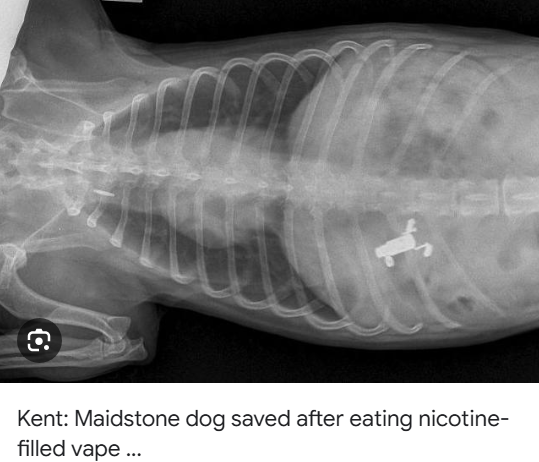 Kent: Maidstone dog saved after eating nicotine-
filled vape ...